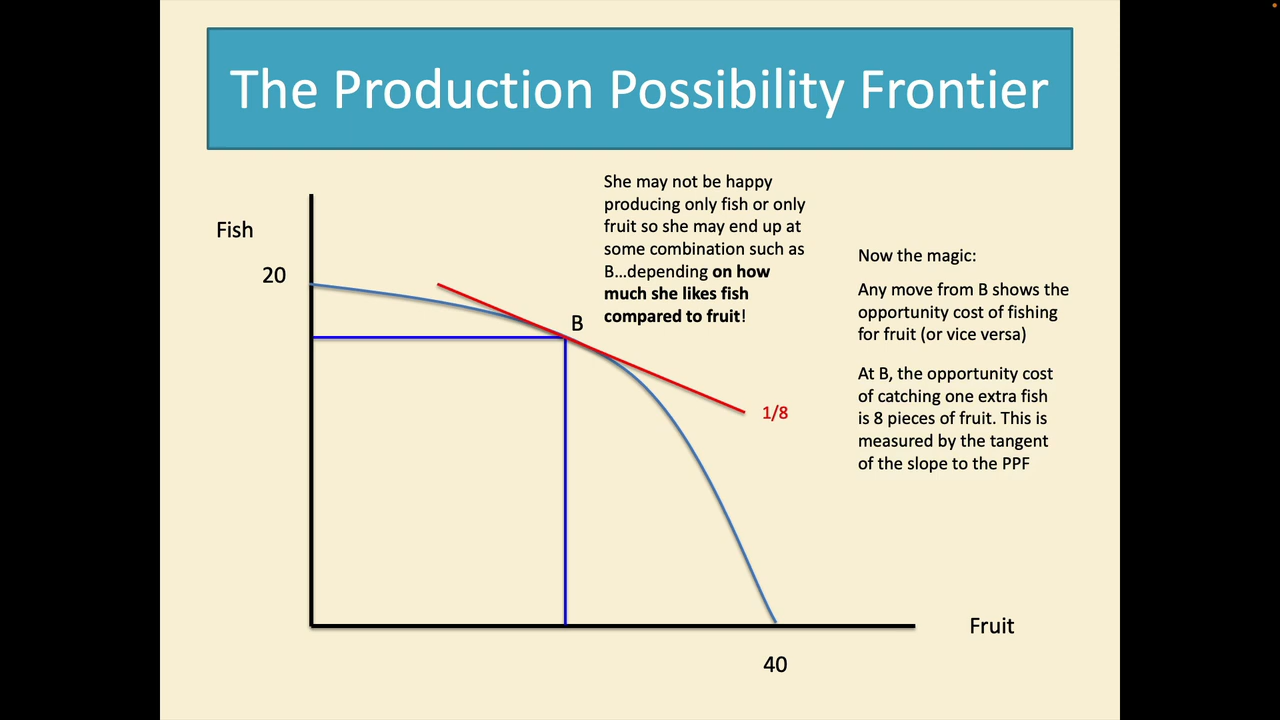 The Production Possibility Frontier
She may not be happy
producing only fish or only
fruit so she may end up at
some combination such as
B...depending on how
much she likes fish
compared to fruit!
Fish
20
B
Now the magic:
Any move from B shows the
opportunity cost of fishing
for fruit (or vice versa)
At B, the opportunity cost
of catching one extra fish
is 8 pieces of fruit. This is
measured by the tangent
of the slope to the PPF
1/8
Fruit
40